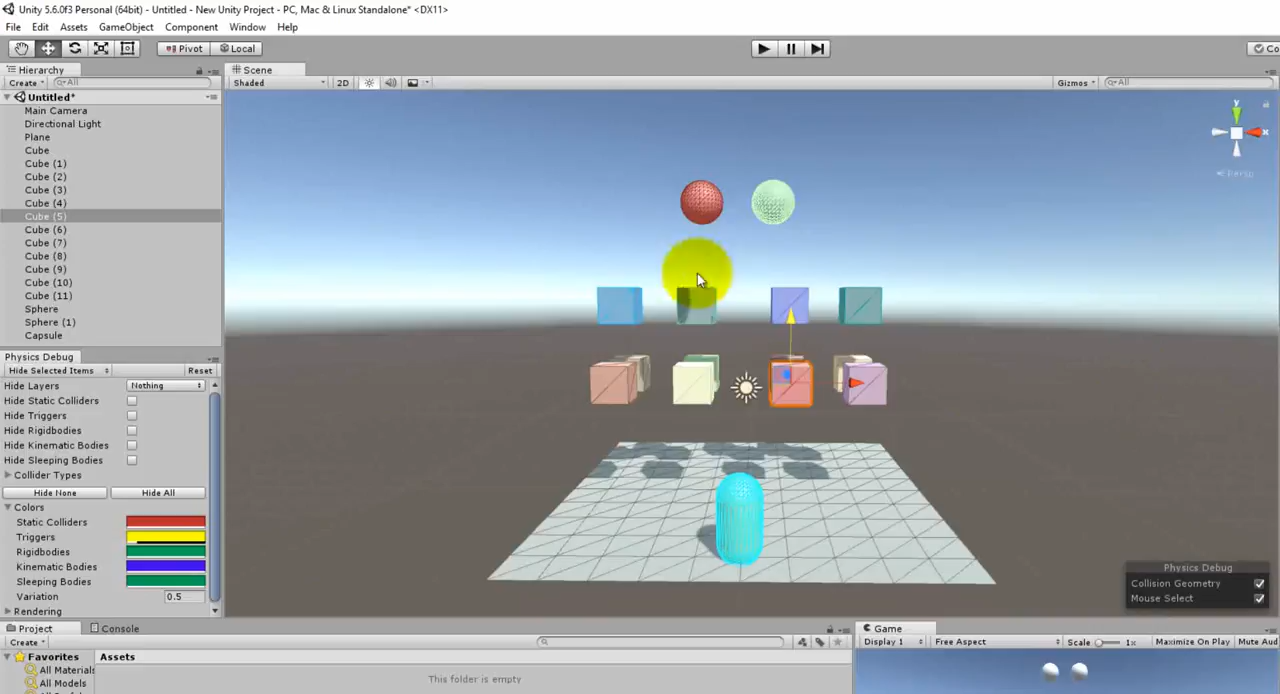 Unity 5.6.0f3 Personal (64bit) - Untitled - New Unity Project - PC, Mac & Linux Standalone* <DX11>
File Edit Assets GameObject Component Window Help
Pivot Local Co
Hierarchy
Create All
Untitled*
Main Camera
Directional Light
Plane
Cube
Cube (1)
Cube (2)
Cube (3)
Cube (4)
Cube (5)
Cube (6)
Cube (7)
Cube (8)
Cube (9)
Cube (10)
Cube (11)
Sphere
Sphere (1)
Capsule
Scene
Shaded 2D Gizmos All
y
x
Persp
Physics Debug
Hide Selected Items Reset
Hide Layers Nothing
Hide Static Colliders
Hide Triggers
Hide Rigidbodies
Hide Kinematic Bodies
Hide Sleeping Bodies
Collider Types
Hide None Hide All
Colors
Static Colliders
Triggers
Rigidbodies
Kinematic Bodies
Sleeping Bodies
Variation 0.5
Rendering
Physics Debug
Collision Geometry
Mouse Select
Project Console
Create
Favorites
All Materials
All Models
Assets
This folder is empty
Game
Display 1 Free Aspect Scale 1x Maximize On Play Mute Aud